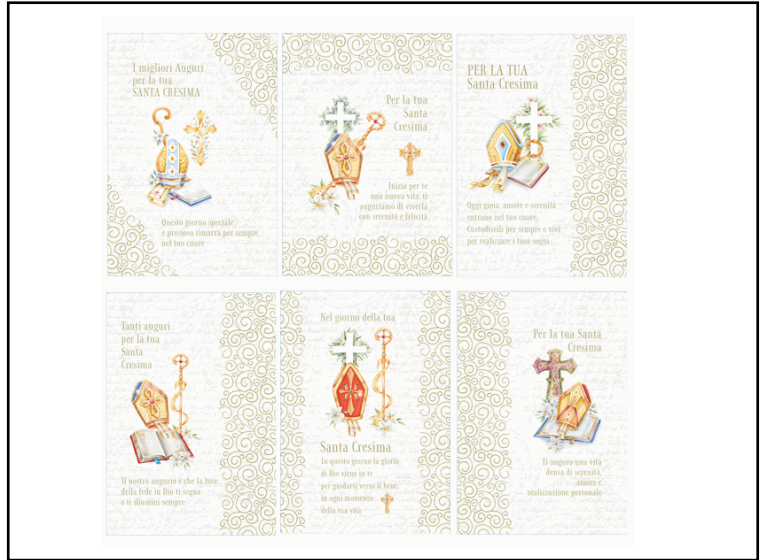 I migliori Auguri
per la tua
SANTA CRESIMA
Questo giorno speciale
e prezioso rimarrà per sempre
nel tuo cuore
Per la tua
Santa
Cresima
Inizia per te
una nuova vita, ti
auguriamo di viverla
con serenità e felicità
PER LA TUA
Santa Cresima
Oggi gioia, amore e serenità
entrano nel tuo cuore.
Custodiscili per sempre e vivi
per realizzare i tuoi sogni
Tanti auguri
per la tua
Santa
Cresima
Il nostro augurio è che la luce
della fede in Dio ti segua
e ti illumini sempre
Nel giorno della tua
Santa Cresima
In questo giorno la gloria
di Dio viene in te
per guidarti verso il bene,
in ogni momento
della tua vita
Per la tua Santa
Cresima
Ti auguro una vita
densa di serenità,
amore e
realizzazione personale